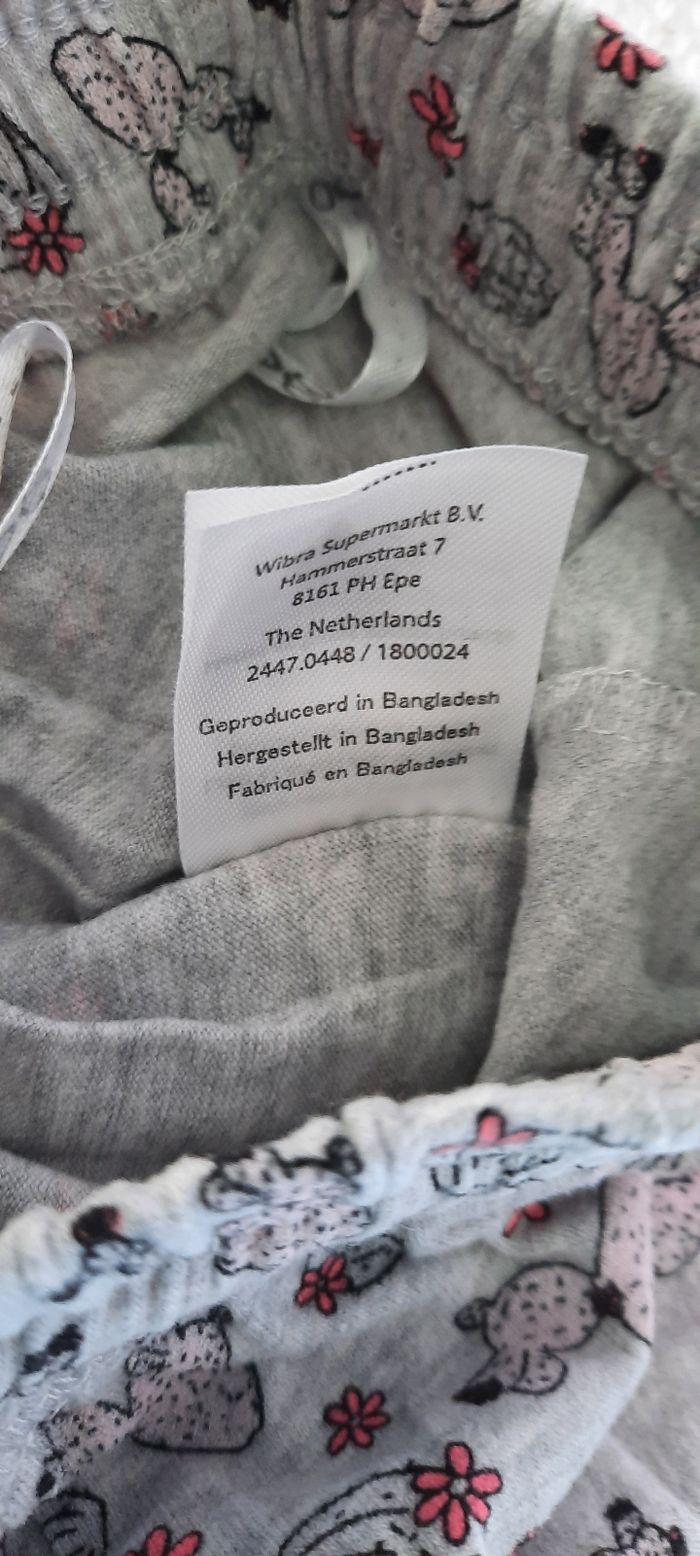 Wibra Supermarkt B.V.
Hammerstraat 7
8161 PH Epe
The Netherlands
2447.0448 / 1800024
Geproduceerd in Bangladesh
Hergestellt in Bangladesh
Fabriqué en Bangladesh